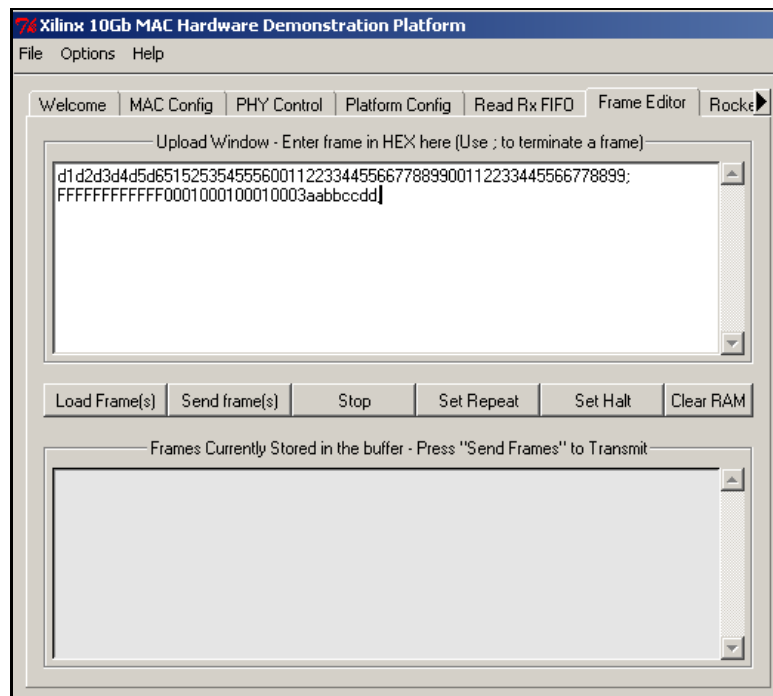 Xilinx 10Gb MAC Hardware Demonstration Platform
File Options Help
Welcome MAC Config PHY Control Platform Config Read Rx FIFO Frame Editor Rocke
Upload Window - Enter frame in HEX here (Use ; to terminate a frame)
d1d2d3d4d5d65152535455560011223344556677889900112233445566778899;
FFFFFFFFFFFF0001000100010003aabbccdd;
Load Frame(s) Send frame(s) Stop Set Repeat Set Halt Clear RAM
Frames Currently Stored in the buffer - Press "Send Frames" to Transmit